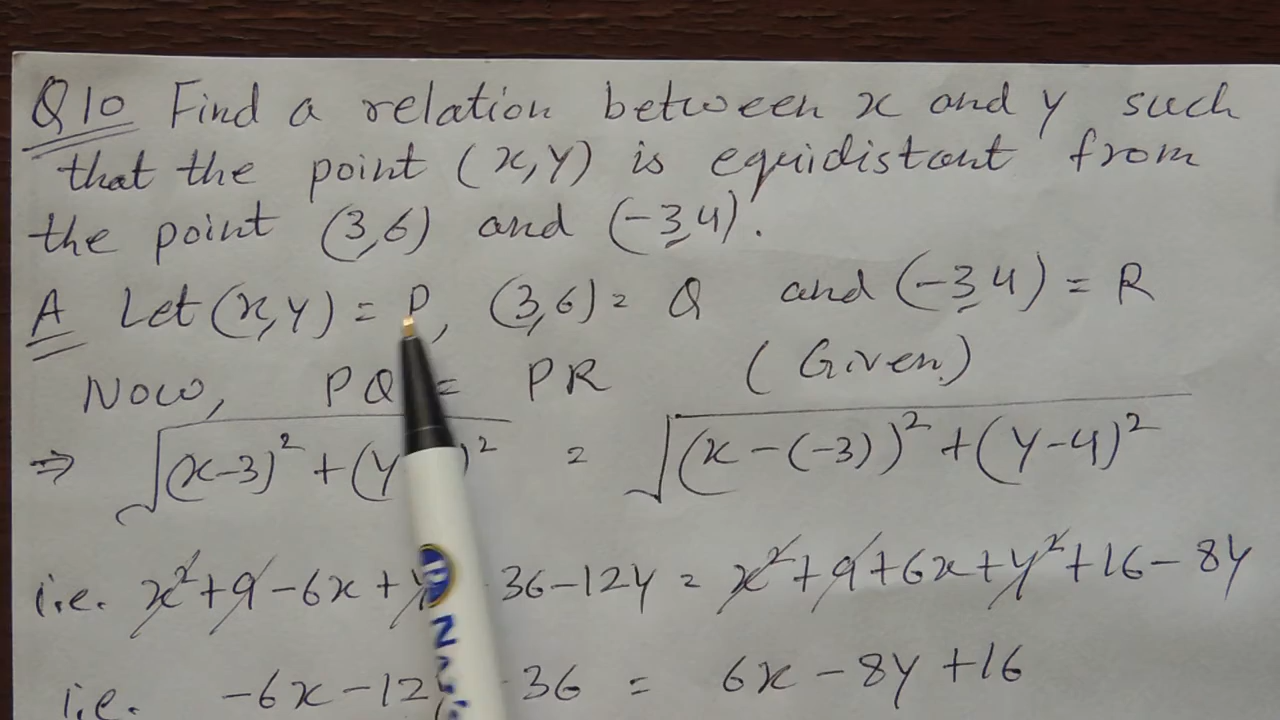 Q10 Find a relation between x and y such
that the point (x,y) is equidistant from
the point (3,6) and (-3,4).
A Let (x,y) = P, (3,6) = Q and (-3,4) = R
Now, PQ = PR (Given)
⇒ √(x-3)² + (y )² = √(x-(-3))² + (y-4)²
i.e. x² + 9 - 6x + y 36 - 12y = x² + 9 + 6x + y² + 16 - 8y
i.e. -6x - 12 36 = 6x - 8y + 16